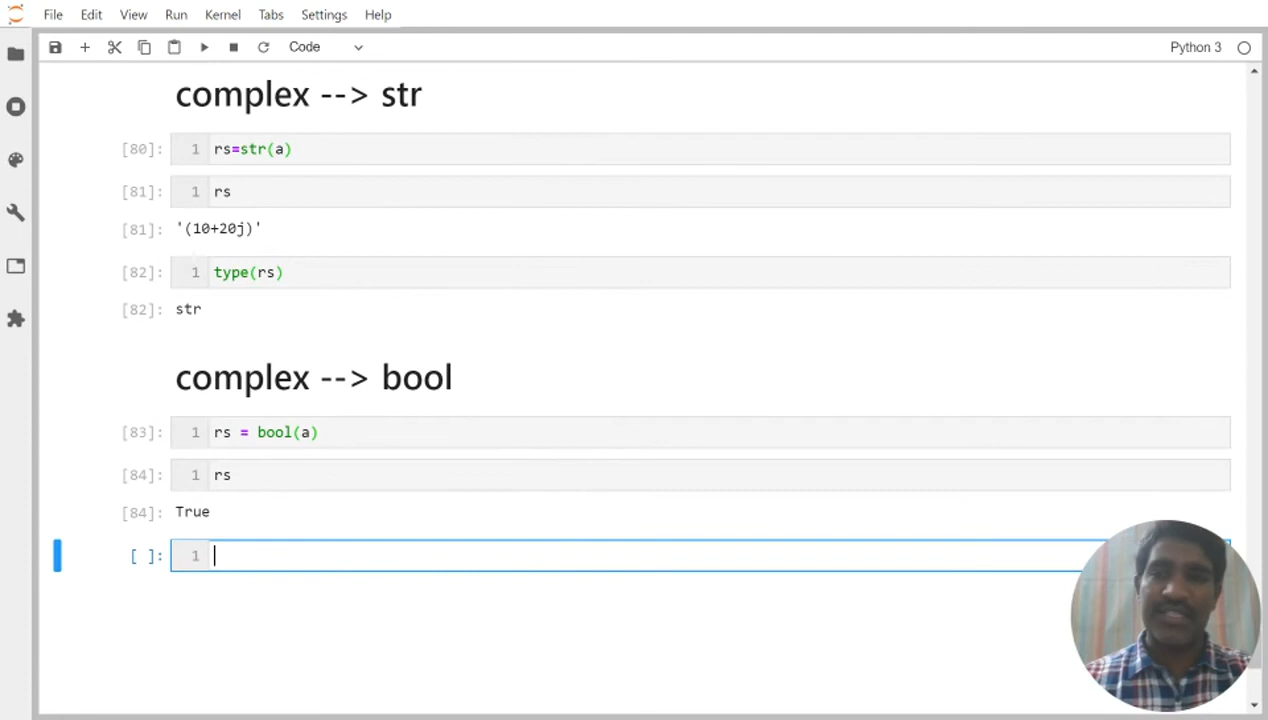 File Edit View Run Kernel Tabs Settings Help
Code Python 3
complex --> str
[80]: 1 rs=str(a)
[81]: 1 rs
[81]: '(10+20j)'
[82]: 1 type(rs)
[82]: str
complex --> bool
[83]: 1 rs = bool(a)
[84]: 1 rs
[84]: True
[ ]: 1